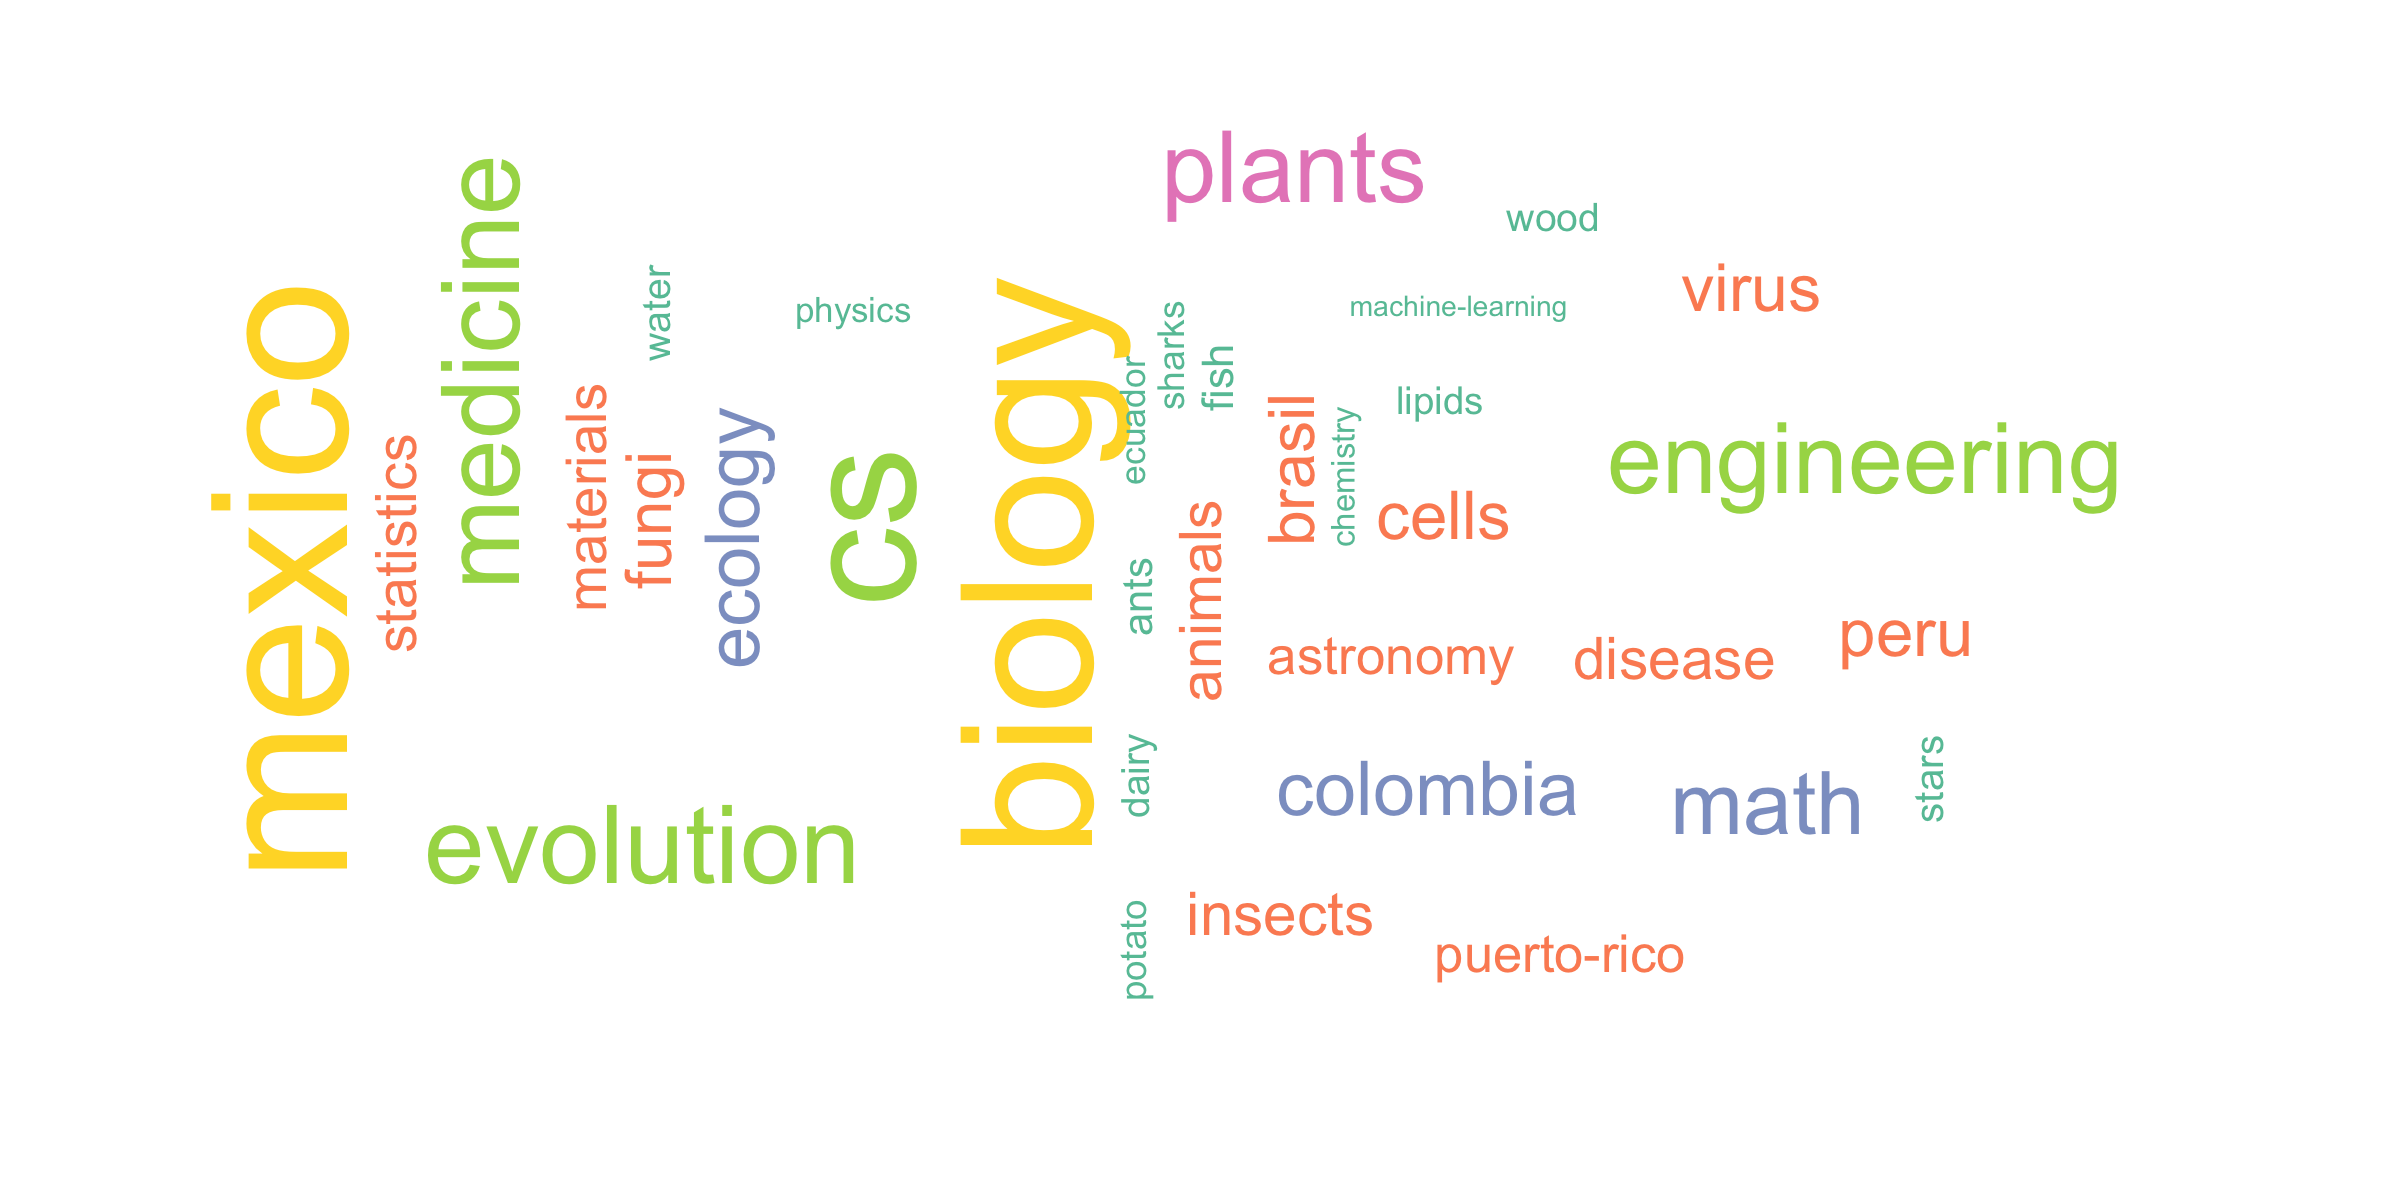 mexico
statistics
medicine
materials
fungi
water
ecology
physics
cs
evolution
biology
plants
wood
virus
machine-learning
sharks
fish
ecuador
lipids
brasil
chemistry
cells
engineering
ants
animals
astronomy
disease
peru
dairy
colombia
math
stars
potato
insects
puerto-rico